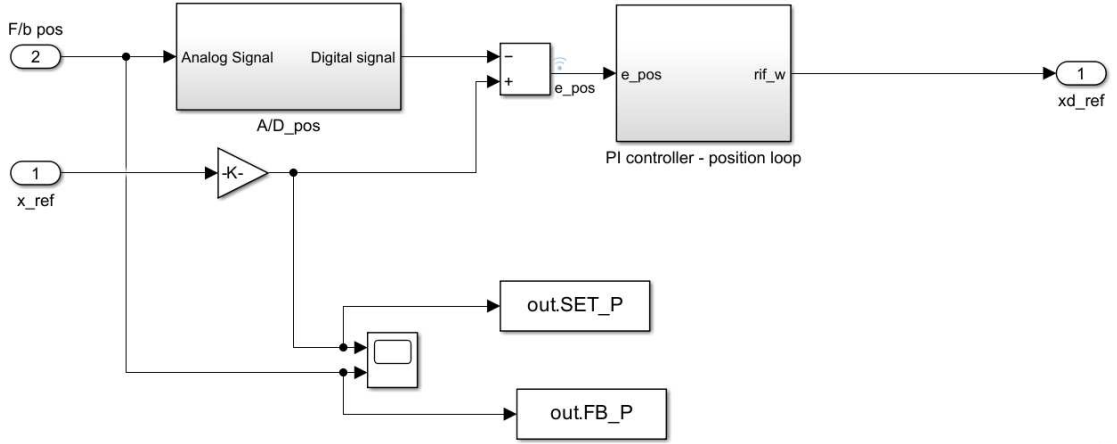 F/b pos
2
Analog Signal
Digital signal
A/D_pos
−
+
e_pos
e_pos
rif_w
PI controller - position loop
1
xd_ref
1
x_ref
-K-
out.SET_P
out.FB_P